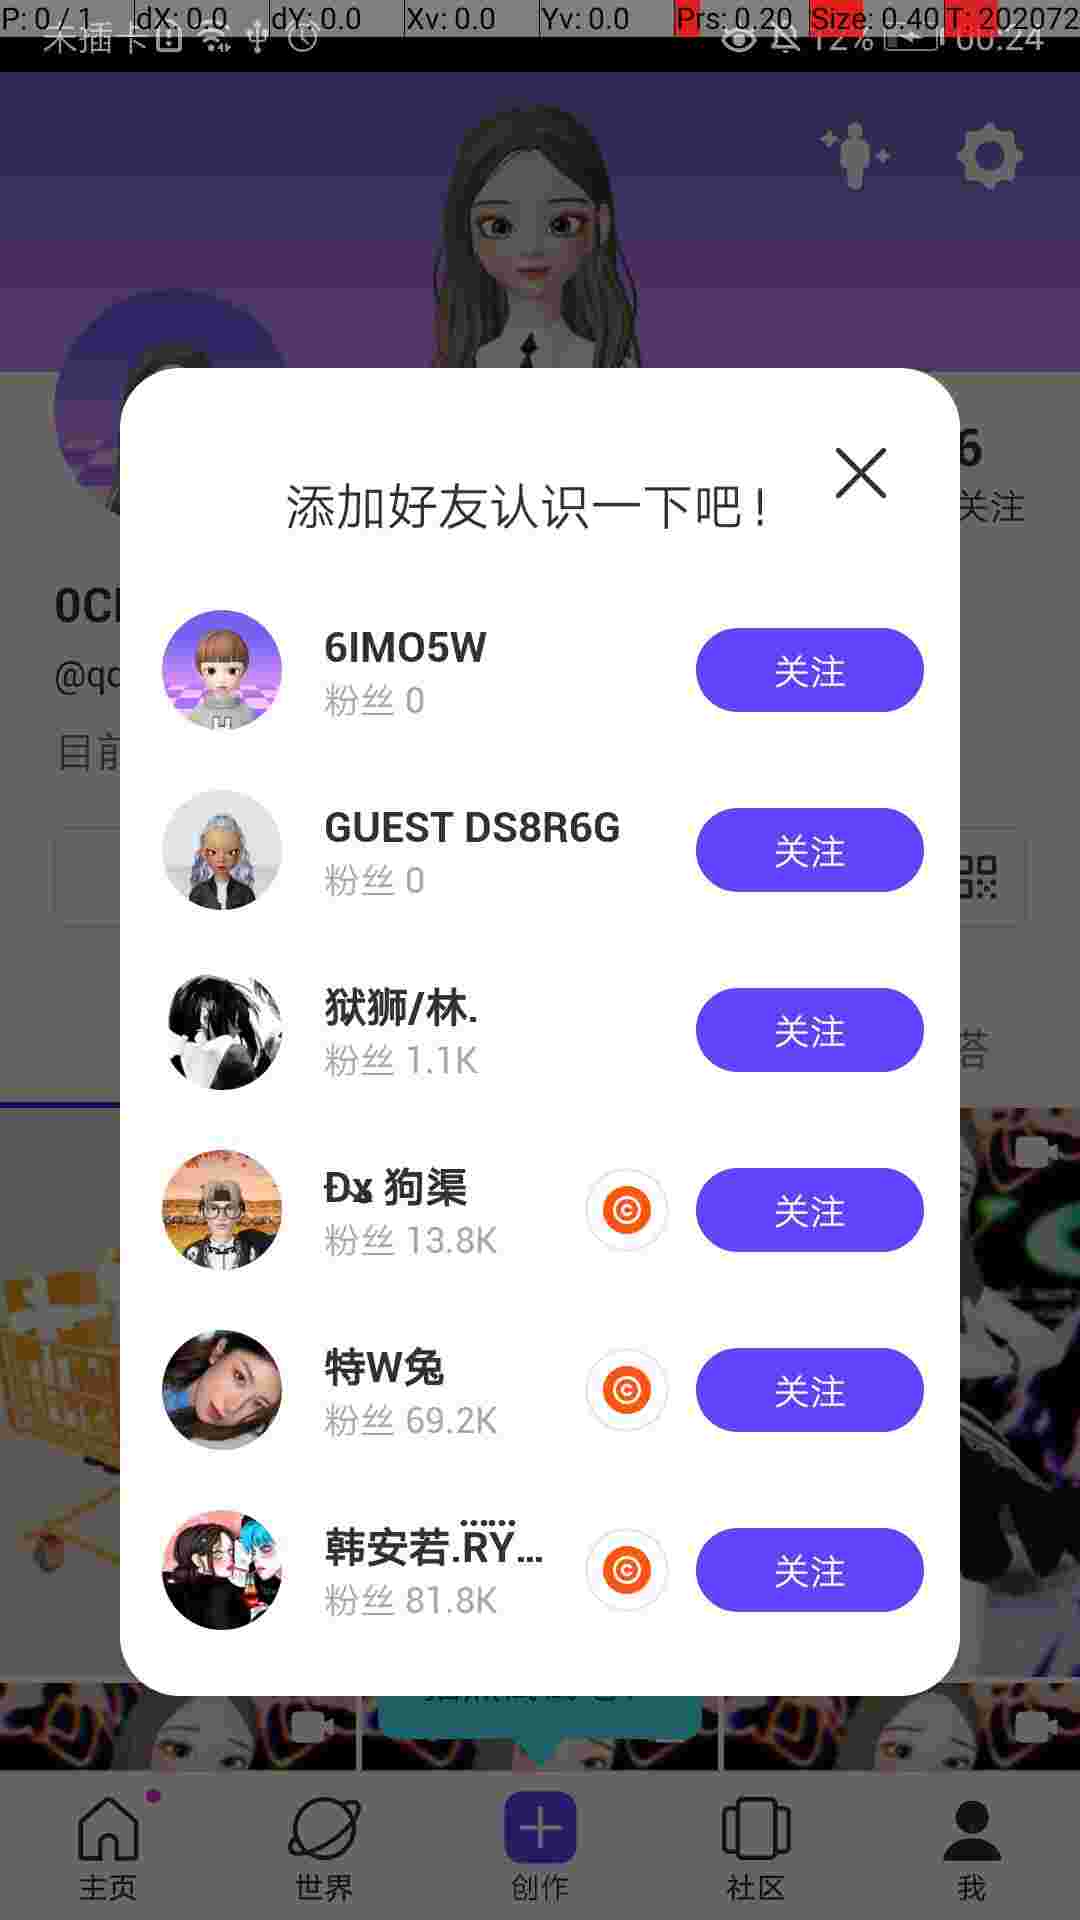 P: 0 / 1 dX: 0.0 dY: 0.0 Xv: 0.0 Yv: 0.0 Prs: 0.20 Size: 0.40 T: 202072
未插卡 12% 00:24
6
关注
添加好友认识一下吧！
6IMO5W
粉丝 0
关注
GUEST DS8R6G
粉丝 0
关注
狱狮/林.
粉丝 1.1K
关注
狗渠
粉丝 13.8K
关注
特W兔
粉丝 69.2K
关注
韩安若.RY...
粉丝 81.8K
关注
目前
答
主页 世界 创作 社区 我